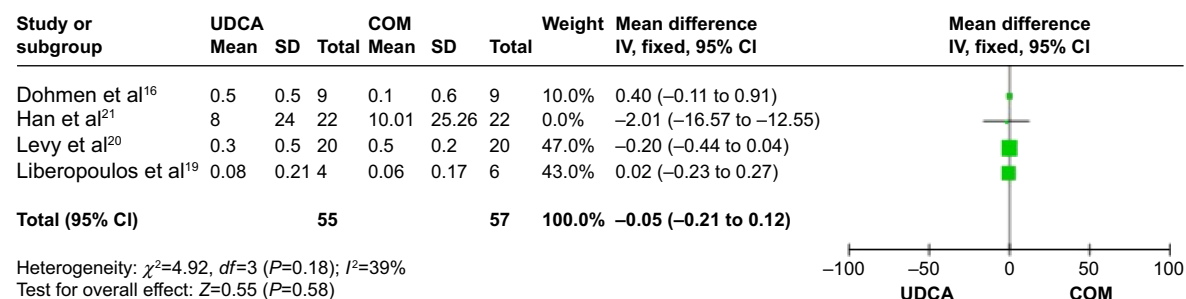 Study or UDCA COM Weight Mean difference Mean difference
subgroup Mean SD Total Mean SD Total IV, fixed, 95% CI IV, fixed, 95% CI
Dohmen et al¹⁶ 0.5 0.5 9 0.1 0.6 9 10.0% 0.40 (–0.11 to 0.91)
Han et al²¹ 8 24 22 10.01 25.26 22 0.0% –2.01 (–16.57 to –12.55)
Levy et al²⁰ 0.3 0.5 20 0.5 0.2 20 47.0% –0.20 (–0.44 to 0.04)
Liberopoulos et al¹⁹ 0.08 0.21 4 0.06 0.17 6 43.0% 0.02 (–0.23 to 0.27)
Total (95% CI) 55 57 100.0% –0.05 (–0.21 to 0.12)
Heterogeneity: χ²=4.92, df=3 (P=0.18); I²=39%
Test for overall effect: Z=0.55 (P=0.58)
–100 –50 0 50 100
UDCA COM